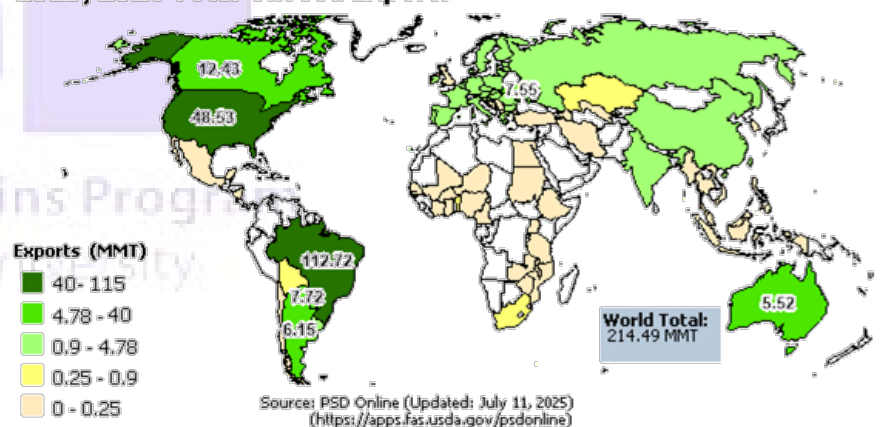 12.43
7.55
48.53
ins Program
Exports (MMT)
112.72
40- 115
7.72
5.52
4.78 - 40
6.15
World Total:
214.49 MMT
0.9 - 4.78
0.25 - 0.9
0 - 0.25
Source: PSD Online (Updated: July 11, 2025)
(https://apps.fas.usda.gov/psdonline)